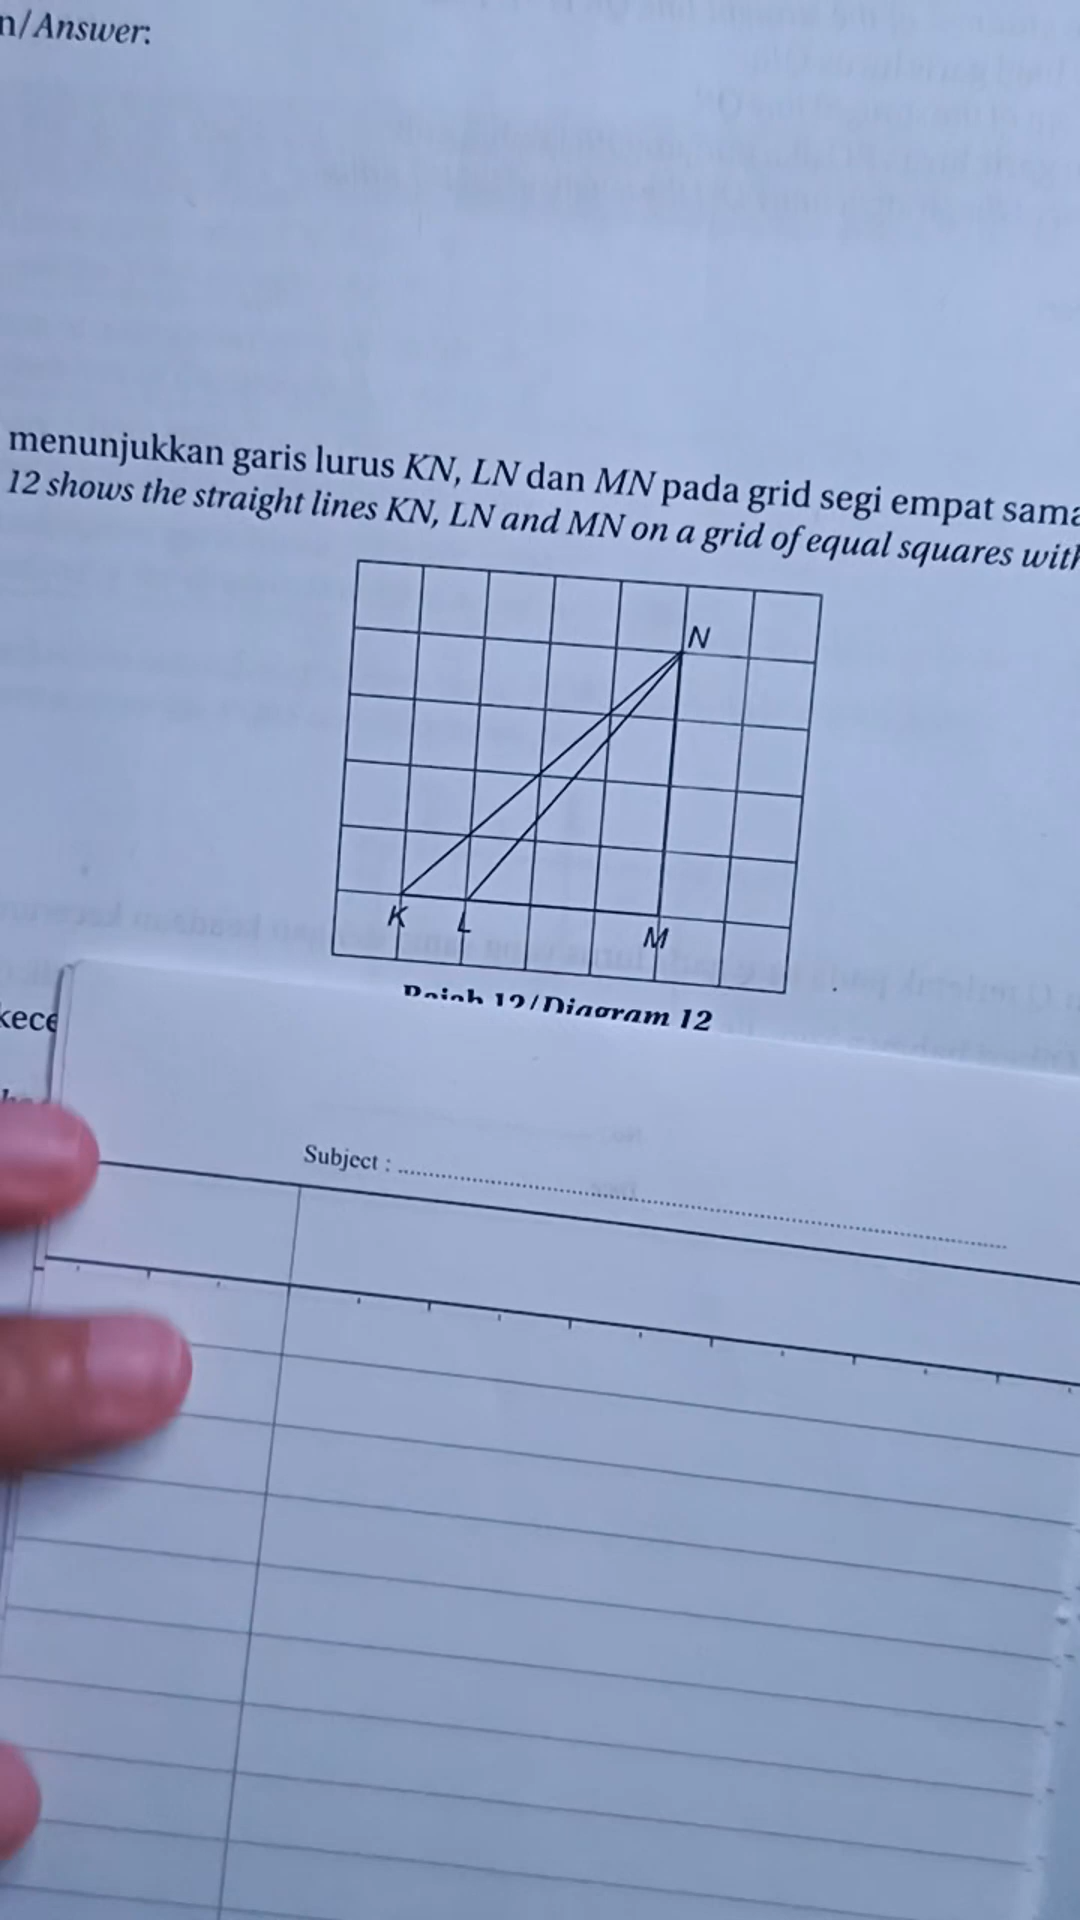 n/Answer:
menunjukkan garis lurus KN, LN dan MN pada grid segi empat sama
12 shows the straight lines KN, LN and MN on a grid of equal squares with
N
K
L
M
Rajah 12/Diagram 12
kece
Subject :